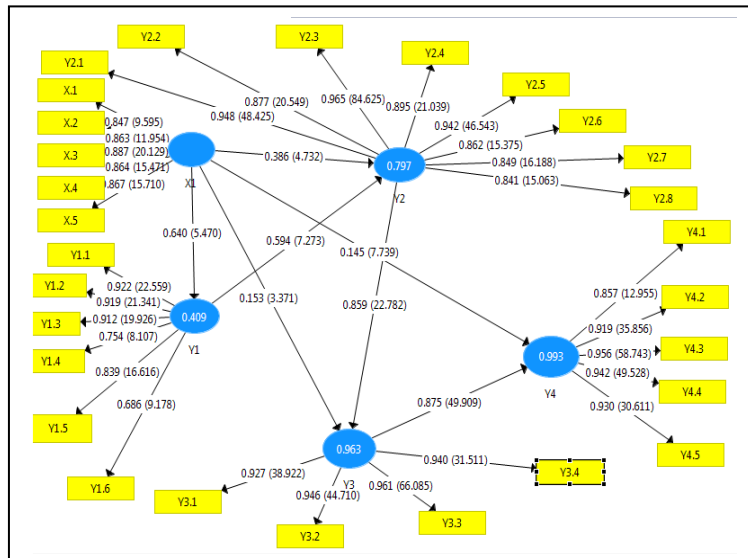 Y2.2
Y2.3
Y2.4
Y2.1
X.1
Y2.5
X.2
Y2.6
X.3
Y2.7
X.4
Y2.8
X.5
0.877 (20.549)
0.965 (84.625)
0.895 (21.039)
0.948 (48.425)
0.942 (46.543)
0.862 (15.375)
0.849 (16.188)
0.841 (15.063)
0.847 (9.595)
0.863 (11.954)
0.887 (20.129)
0.864 (15.471)
0.867 (15.710)
0.386 (4.732)
0.797
X1
Y2
0.640 (5.470)
0.594 (7.273)
0.145 (7.739)
0.153 (3.371)
0.859 (22.782)
Y1.1
Y1.2
Y1.3
Y1.4
Y1.5
Y1.6
0.922 (22.559)
0.919 (21.341)
0.912 (19.926)
0.754 (8.107)
0.839 (16.616)
0.686 (9.178)
0.409
Y1
Y4.1
Y4.2
Y4.3
Y4.4
Y4.5
0.857 (12.955)
0.919 (35.856)
0.956 (58.743)
0.942 (49.528)
0.930 (30.611)
0.993
Y4
0.875 (49.909)
0.963
Y3
0.940 (31.511)
0.927 (38.922)
0.946 (44.710)
0.961 (66.085)
Y3.1
Y3.2
Y3.3
Y3.4